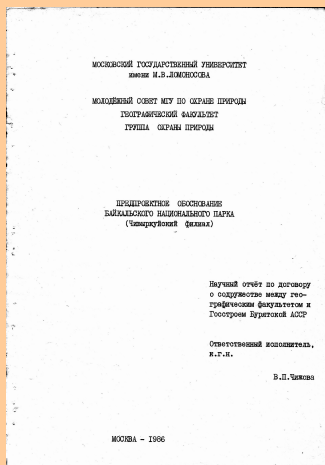 МОСКОВСКИЙ ГОСУДАРСТВЕННЫЙ УНИВЕРСИТЕТ
имени М.В.ЛОМОНОСОВА
МОЛОДЁЖНЫЙ СОВЕТ МГУ ПО ОХРАНЕ ПРИРОДЫ
ГЕОГРАФИЧЕСКИЙ ФАКУЛЬТЕТ
ГРУППА ОХРАНЫ ПРИРОДЫ
ПРЕДПРОЕКТНОЕ ОБОСНОВАНИЕ
БАЙКАЛЬСКОГО НАЦИОНАЛЬНОГО ПАРКА
(Чивыркуйский филиал)
Научный отчёт по договору
о содружестве между гео-
графическим факультетом и
Госстроем Бурятской АССР
Ответственный исполнитель,
к.г.н.
В.П.Чижова
МОСКВА - 1986